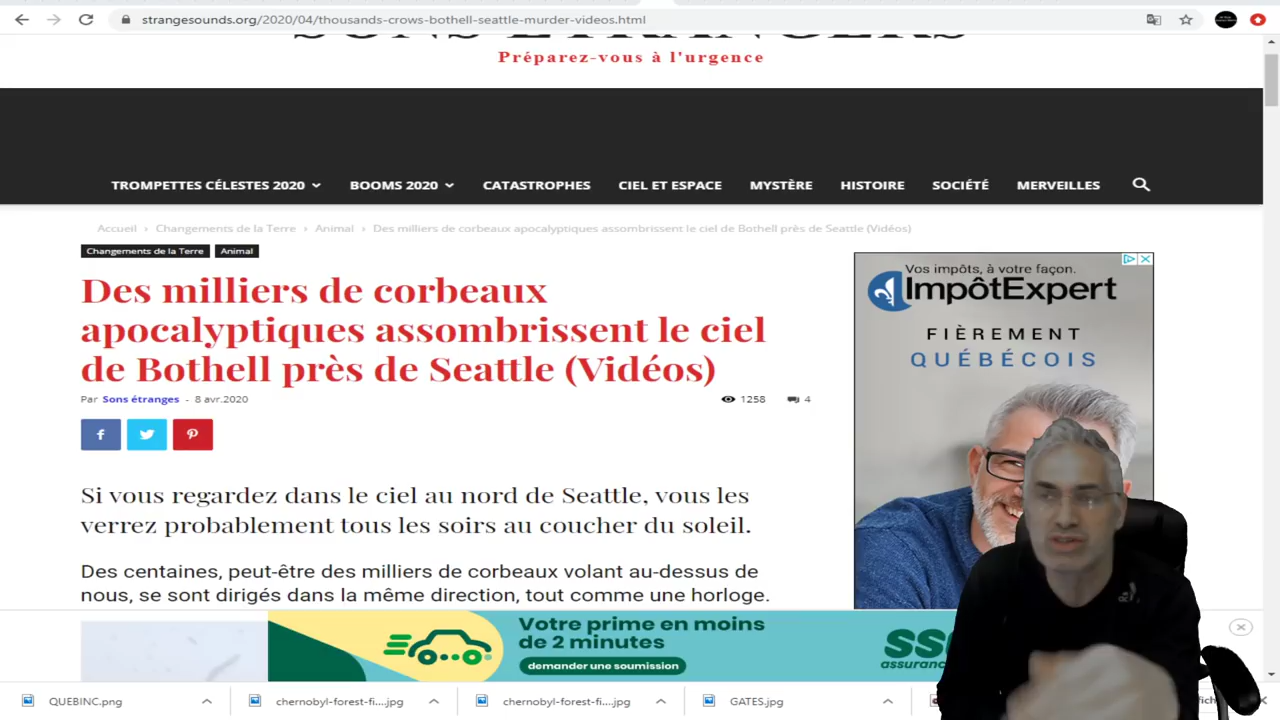 strangesounds.org/2020/04/thousands-crows-bothell-seattle-murder-videos.html
SONS ÉTRANGERS
Préparez-vous à l'urgence
TROMPETTES CÉLESTES 2020 BOOMS 2020 CATASTROPHES CIEL ET ESPACE MYSTÈRE HISTOIRE SOCIÉTÉ MERVEILLES
Accueil › Changements de la Terre › Animal › Des milliers de corbeaux apocalyptiques assombrissent le ciel de Bothell près de Seattle (Vidéos)
Changements de la Terre Animal
Des milliers de corbeaux
apocalyptiques assombrissent le ciel
de Bothell près de Seattle (Vidéos)
Par Sons étranges - 8 avr.2020 1258 4
Si vous regardez dans le ciel au nord de Seattle, vous les
verrez probablement tous les soirs au coucher du soleil.
Des centaines, peut-être des milliers de corbeaux volant au-dessus de
nous, se sont dirigés dans la même direction, tout comme une horloge.
Vos impôts, à votre façon.
ImpôtExpert
FIÈREMENT
QUÉBÉCOIS
Votre prime en moins
de 2 minutes
demander une soumission
assurance
QUEBINC.png chernobyl-forest-fi....jpg chernobyl-forest-fi....jpg GATES.jpg